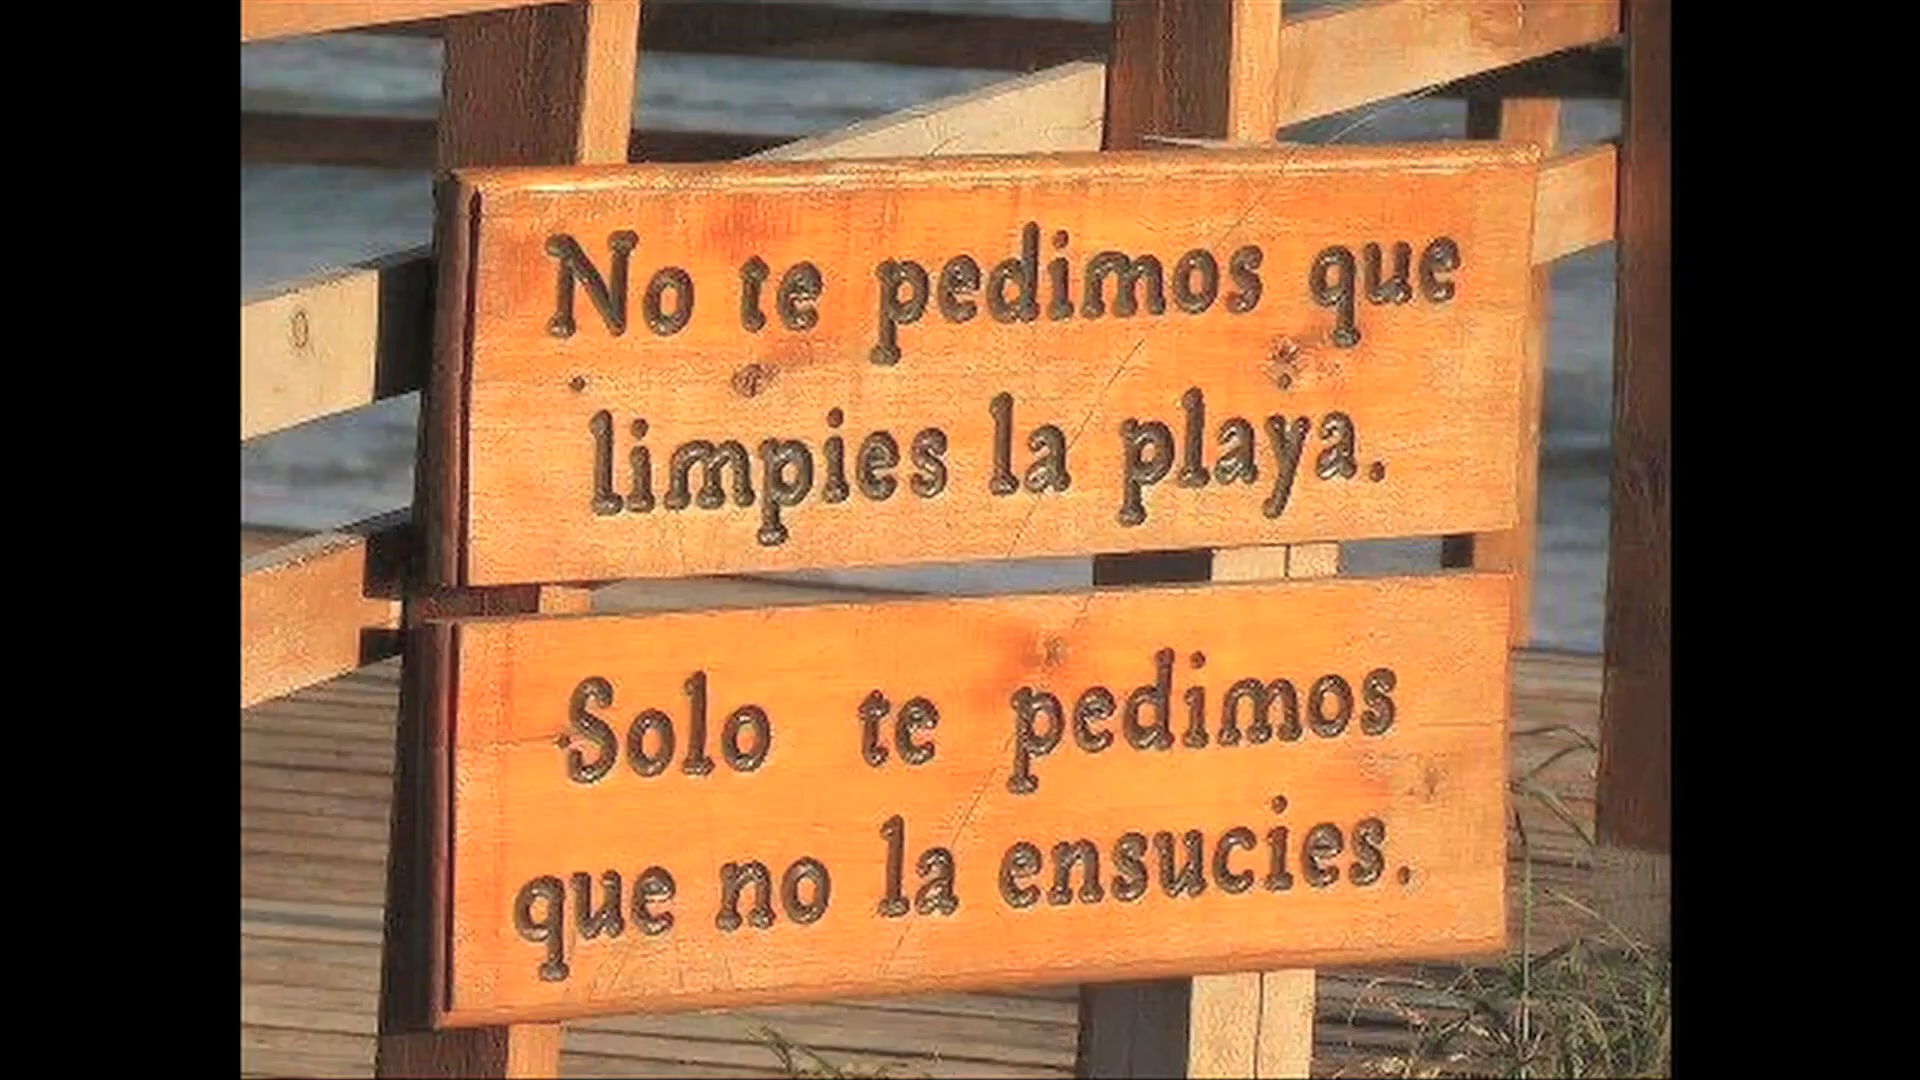 No te pedimos que
limpies la playa.
Solo te pedimos
que no la ensucies.